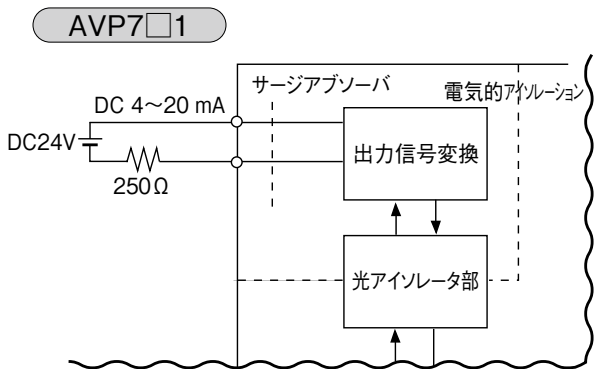 AVP7□1
サージアブソーバ
電気的アイソレーション
DC 4～20 mA
DC24V
250Ω
出力信号変換
光アイソレータ部